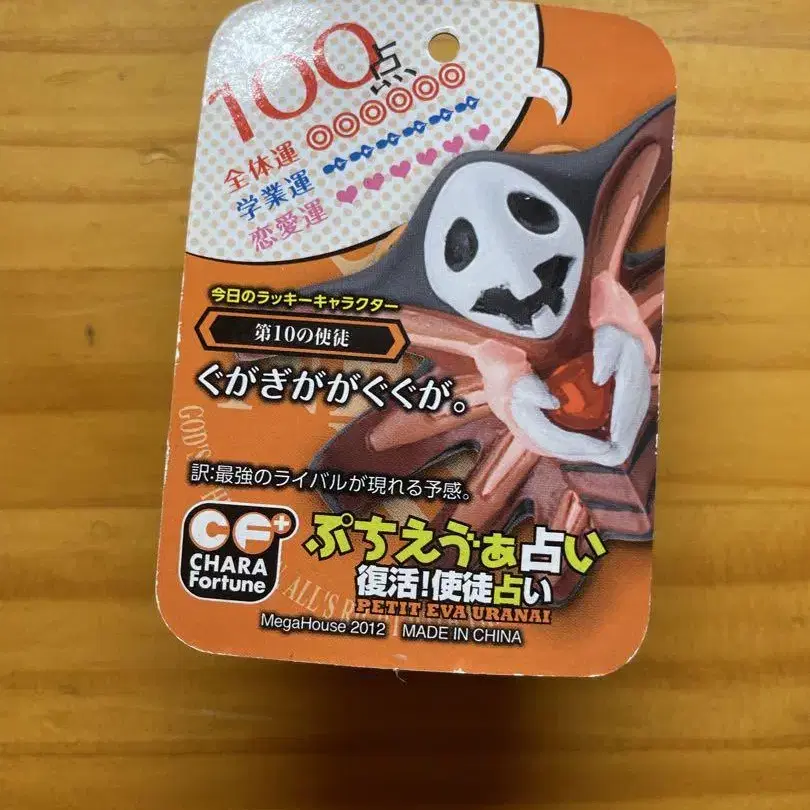 100点
全体運 ◎◎◎◎◎◎
学業運
恋愛運 ♥♥♥♥♥♥
今日のラッキーキャラクター
第10の使徒
ぐがぎががぐぐが。
訳:最強のライバルが現れる予感。
GOD'S
ALL'S R
CF+
CHARA
Fortune
ぷちえゔぁ占い
復活!使徒占い
PETIT EVA URANAI
MegaHouse 2012 MADE IN CHINA